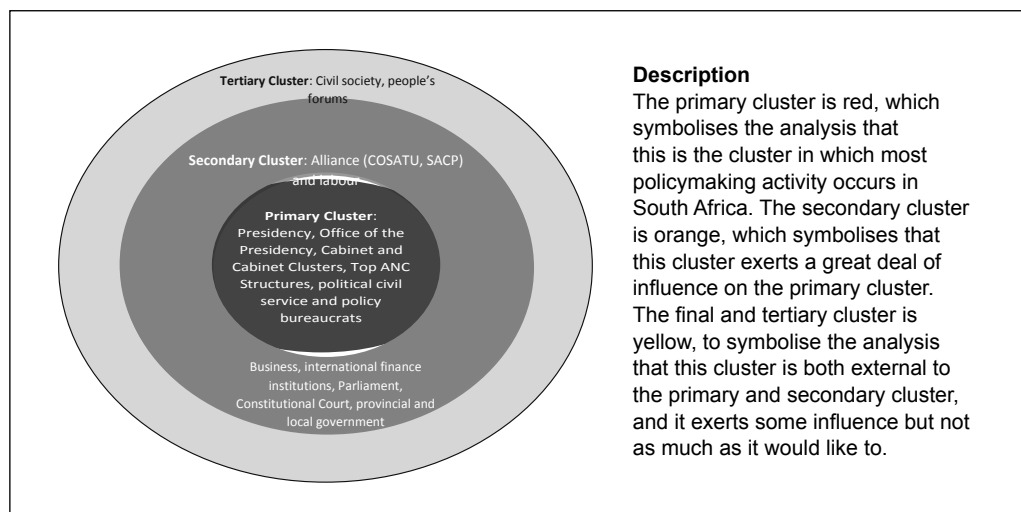 Tertiary Cluster: Civil society, people's
forums
Secondary Cluster: Alliance (COSATU, SACP)
and labour
Primary Cluster:
Presidency, Office of the
Presidency, Cabinet and
Cabinet Clusters, Top ANC
Structures, political civil
service and policy
bureaucrats
Business, international finance
institutions, Parliament,
Constitutional Court, provincial and
local government
Description
The primary cluster is red, which
symbolises the analysis that
this is the cluster in which most
policymaking activity occurs in
South Africa. The secondary cluster
is orange, which symbolises that
this cluster exerts a great deal of
influence on the primary cluster.
The final and tertiary cluster is
yellow, to symbolise the analysis
that this cluster is both external to
the primary and secondary cluster,
and it exerts some influence but not
as much as it would like to.